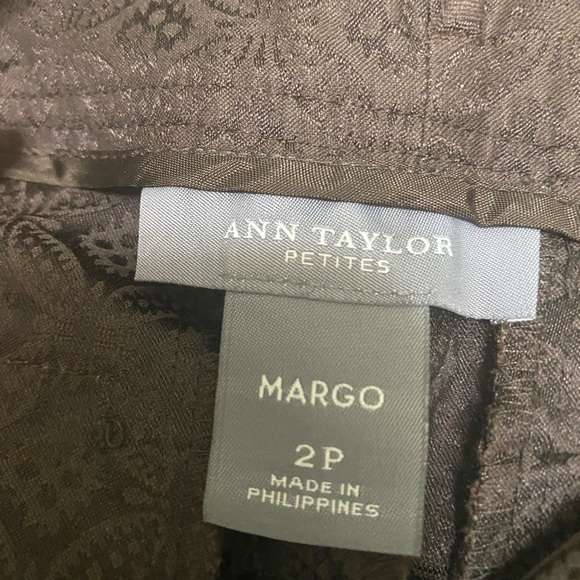 ANN TAYLOR
PETITES
MARGO
2P
MADE IN
PHILIPPINES